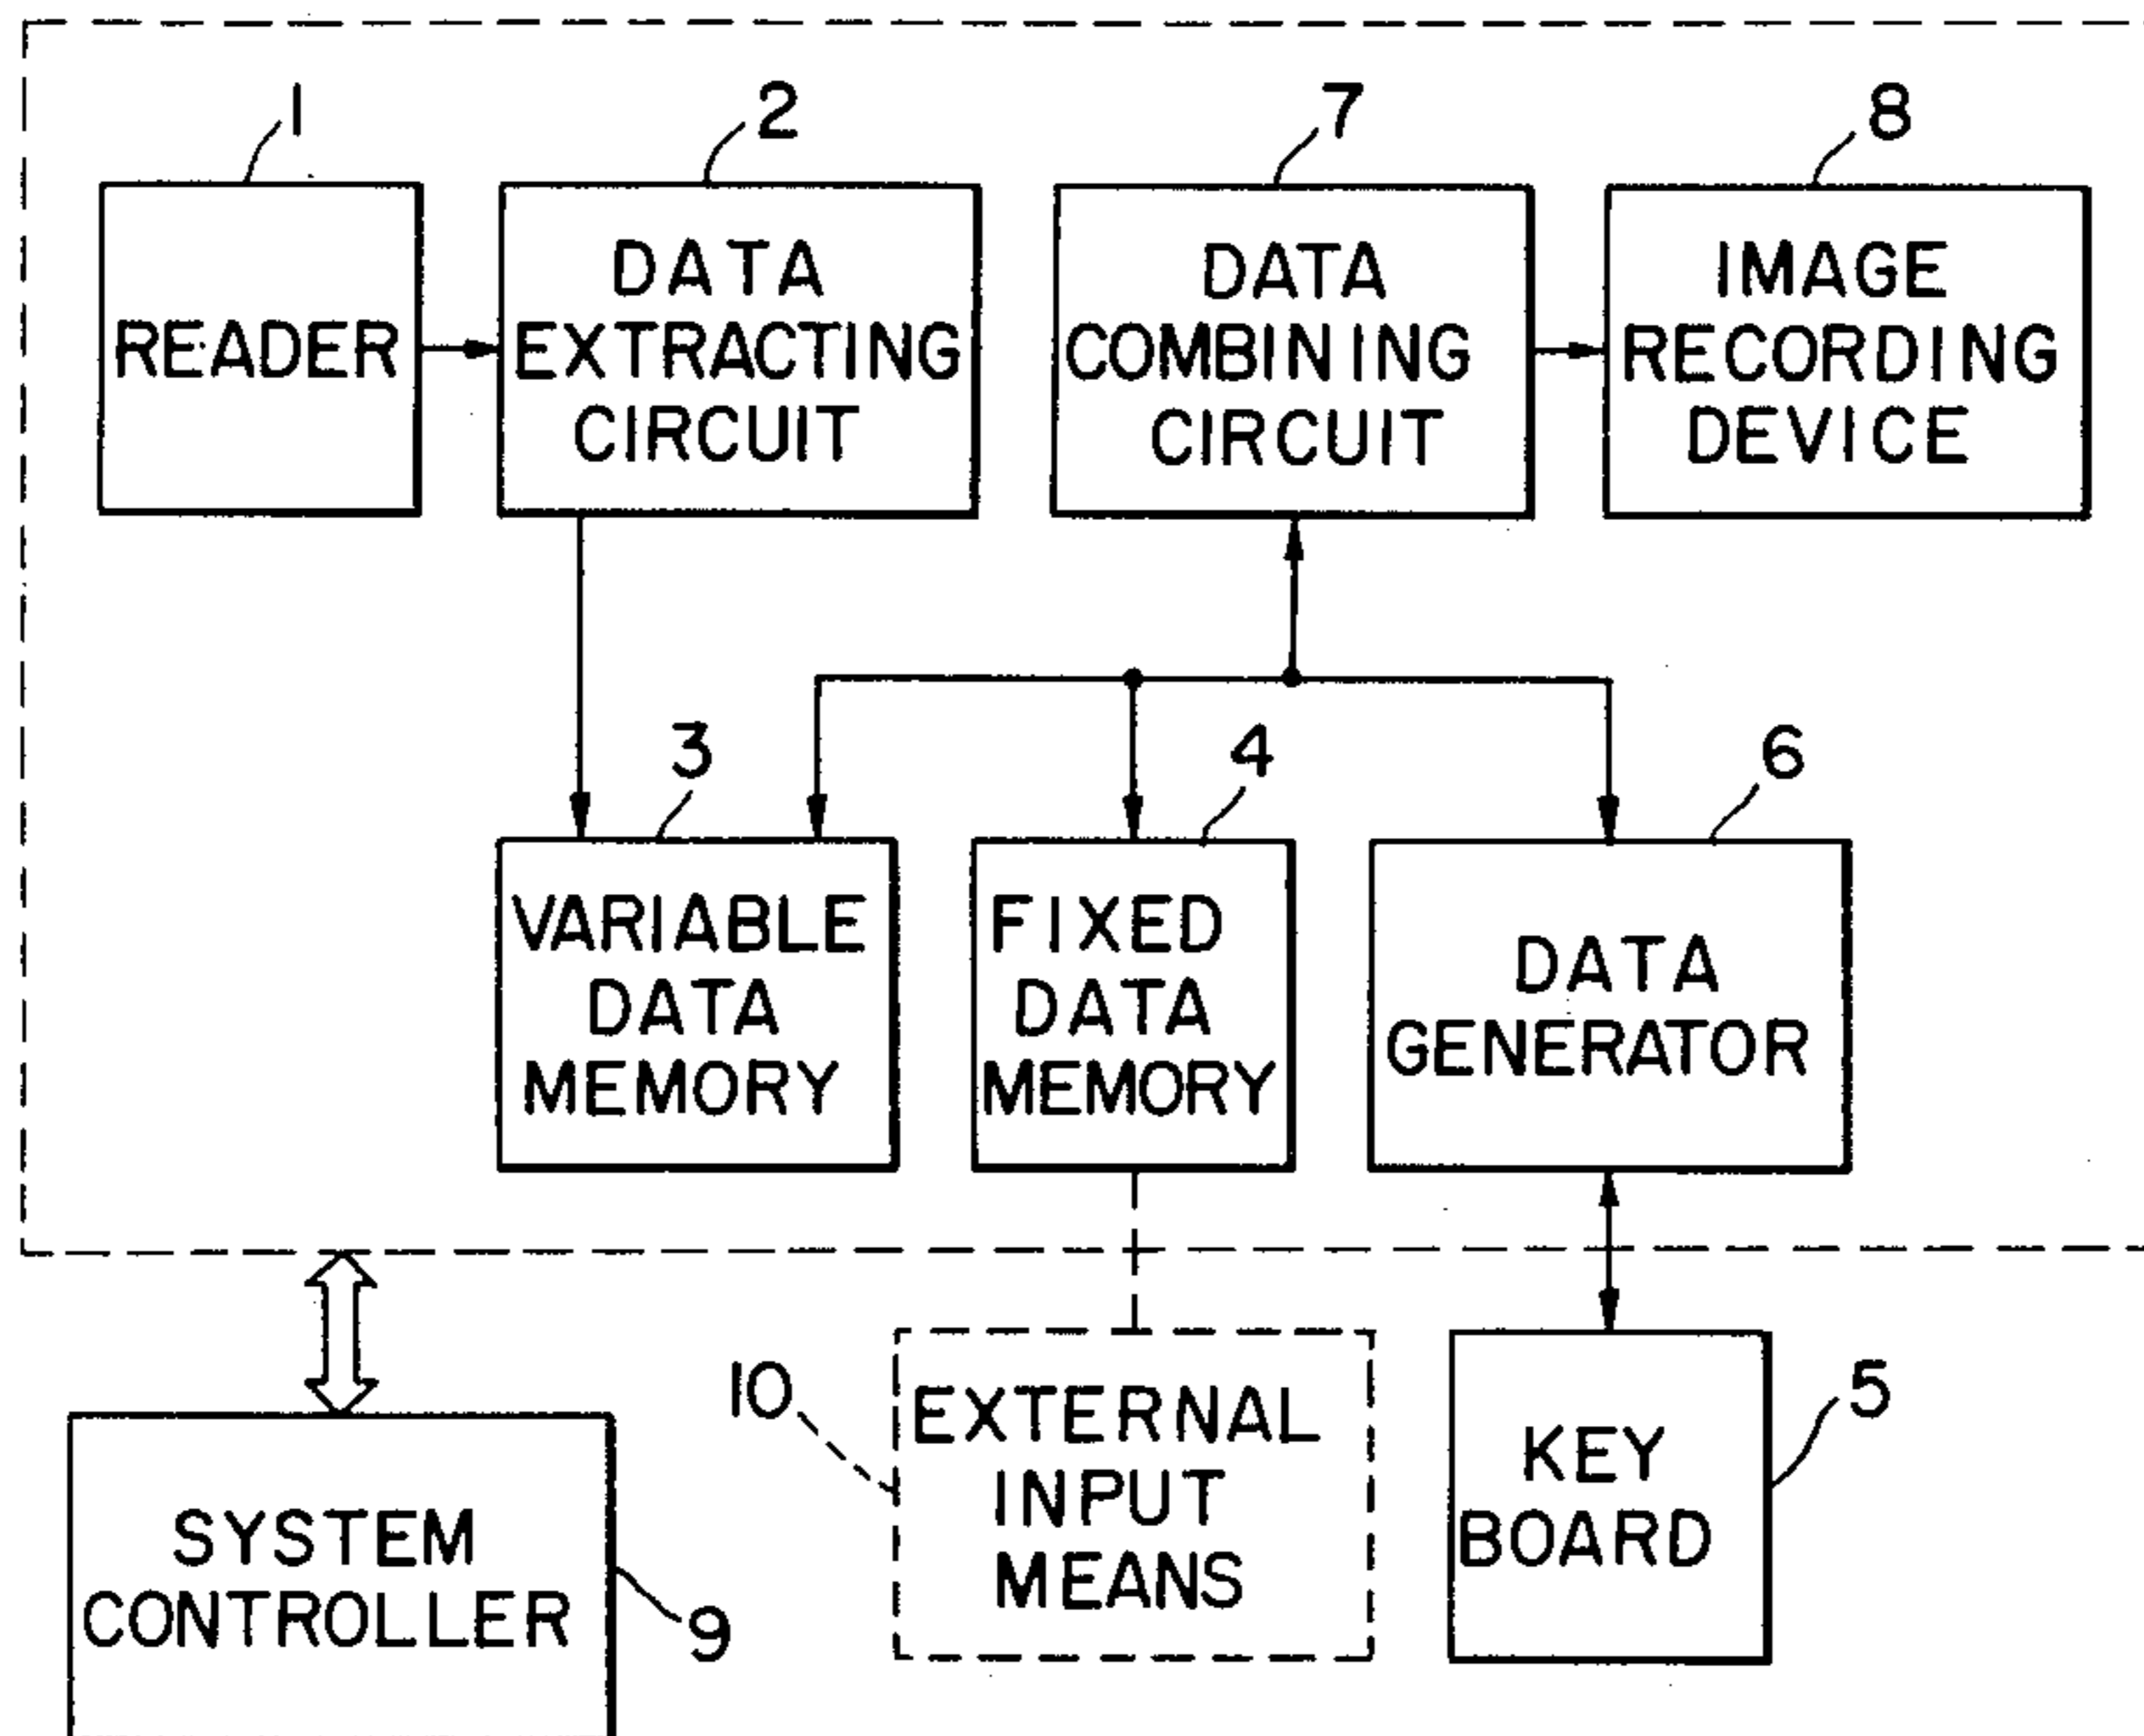 1
2
7
8
READER
DATA
EXTRACTING
CIRCUIT
DATA
COMBINING
CIRCUIT
IMAGE
RECORDING
DEVICE
3
4
6
VARIABLE
DATA
MEMORY
FIXED
DATA
MEMORY
DATA
GENERATOR
10
EXTERNAL
INPUT
MEANS
KEY
BOARD
5
SYSTEM
CONTROLLER
9